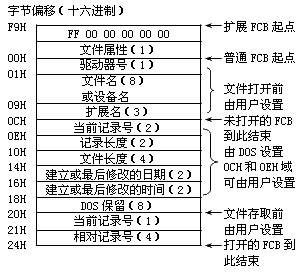 字节偏移（十六进制）
F9H
FF 00 00 00 00 00
扩展 FCB 起点
文件属性（1）
00H
驱动器号（1）
普通 FCB 起点
01H
文件名（8）
或设备名
文件打开前
由用户设置
09H
扩展名（3）
0CH
当前记录号（2）
未打开的 FCB
到此结束
0EH
记录长度（2）
10H
文件长度（4）
由 DOS 设置
OCH 和 OEH 域
可由用户设置
14H
建立或最后修改的日期（2）
16H
建立或最后修改的时间（2）
18H
DOS 保留（8）
20H
当前记录号（1）
文件存取前
由用户设置
21H
相对记录号（4）
24H
打开的 FCB 到
此结束